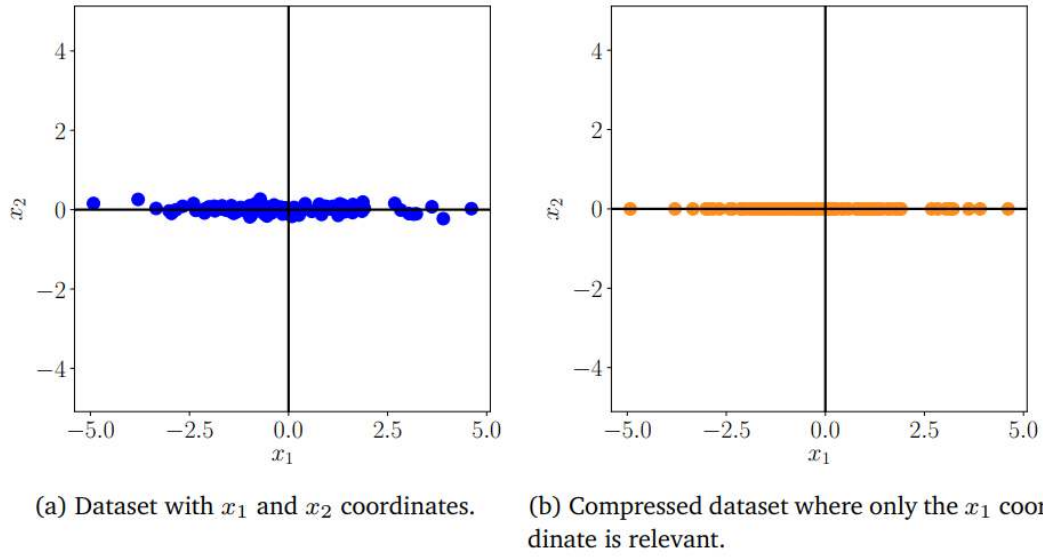 4
2
0
−2
−4
x₂
−5.0 −2.5 0.0 2.5 5.0
x₁
4
2
0
−2
−4
x₂
−5.0 −2.5 0.0 2.5 5.0
x₁
(a) Dataset with x₁ and x₂ coordinates.
(b) Compressed dataset where only the x₁ coor
dinate is relevant.